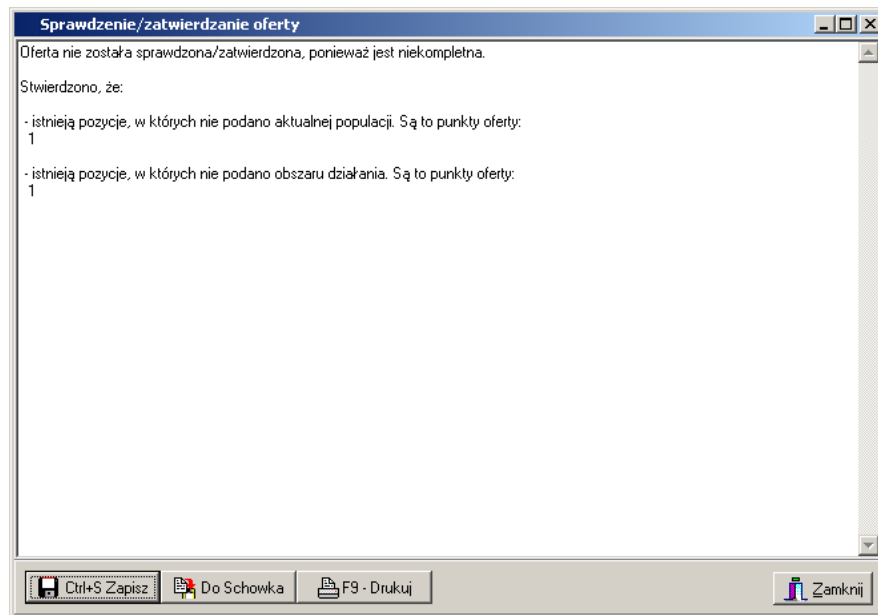 Sprawdzenie/zatwierdzanie oferty
Oferta nie została sprawdzona/zatwierdzona, ponieważ jest niekompletna.
Stwierdzono, że:
- istnieją pozycje, w których nie podano aktualnej populacji. Są to punkty oferty:
1
- istnieją pozycje, w których nie podano obszaru działania. Są to punkty oferty:
1
Ctrl+S Zapisz Do Schowka F9 - Drukuj Zamknij